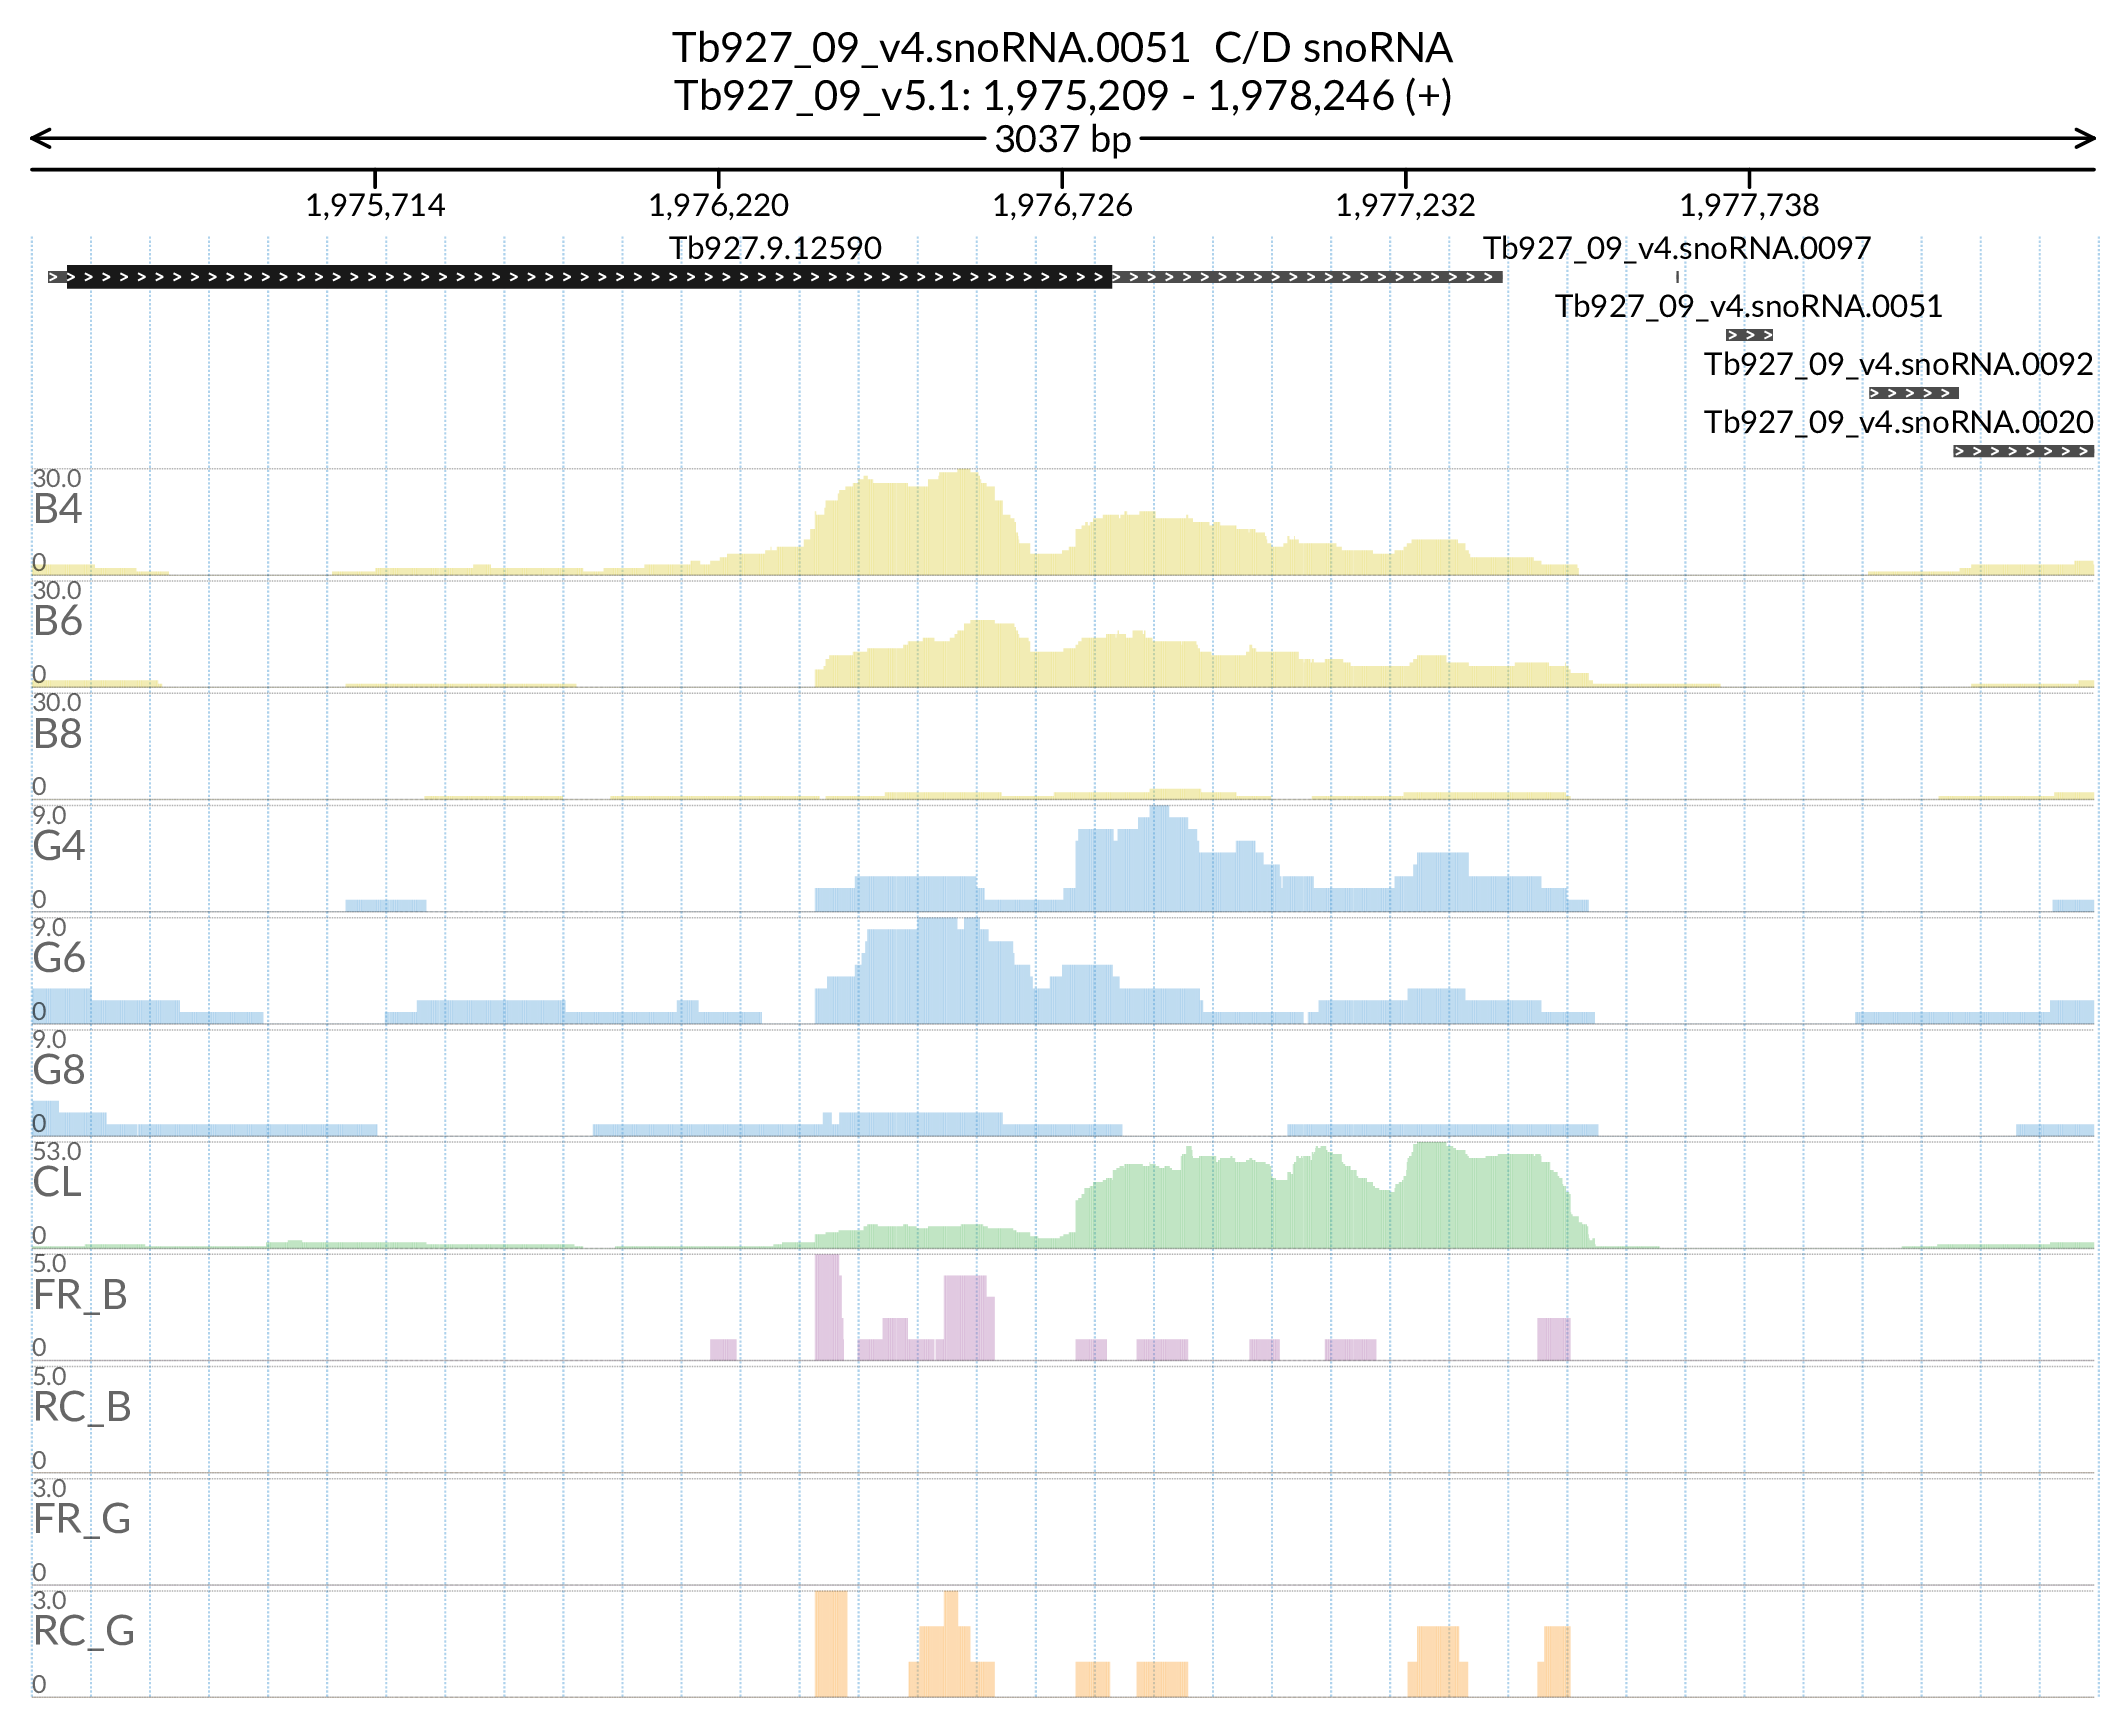 Tb927_09_v4.snoRNA.0051  C/D snoRNA
Tb927_09_v5.1: 1,975,209 - 1,978,246 (+)
3037 bp
1,975,714 1,976,220 1,976,726 1,977,232 1,977,738
Tb927.9.12590 Tb927_09_v4.snoRNA.0097
Tb927_09_v4.snoRNA.0051
Tb927_09_v4.snoRNA.0092
Tb927_09_v4.snoRNA.0020
30.0
B4
0
30.0
B6
0
30.0
B8
0
9.0
G4
0
9.0
G6
0
9.0
G8
0
53.0
CL
0
5.0
FR_B
0
5.0
RC_B
0
3.0
FR_G
0
3.0
RC_G
0